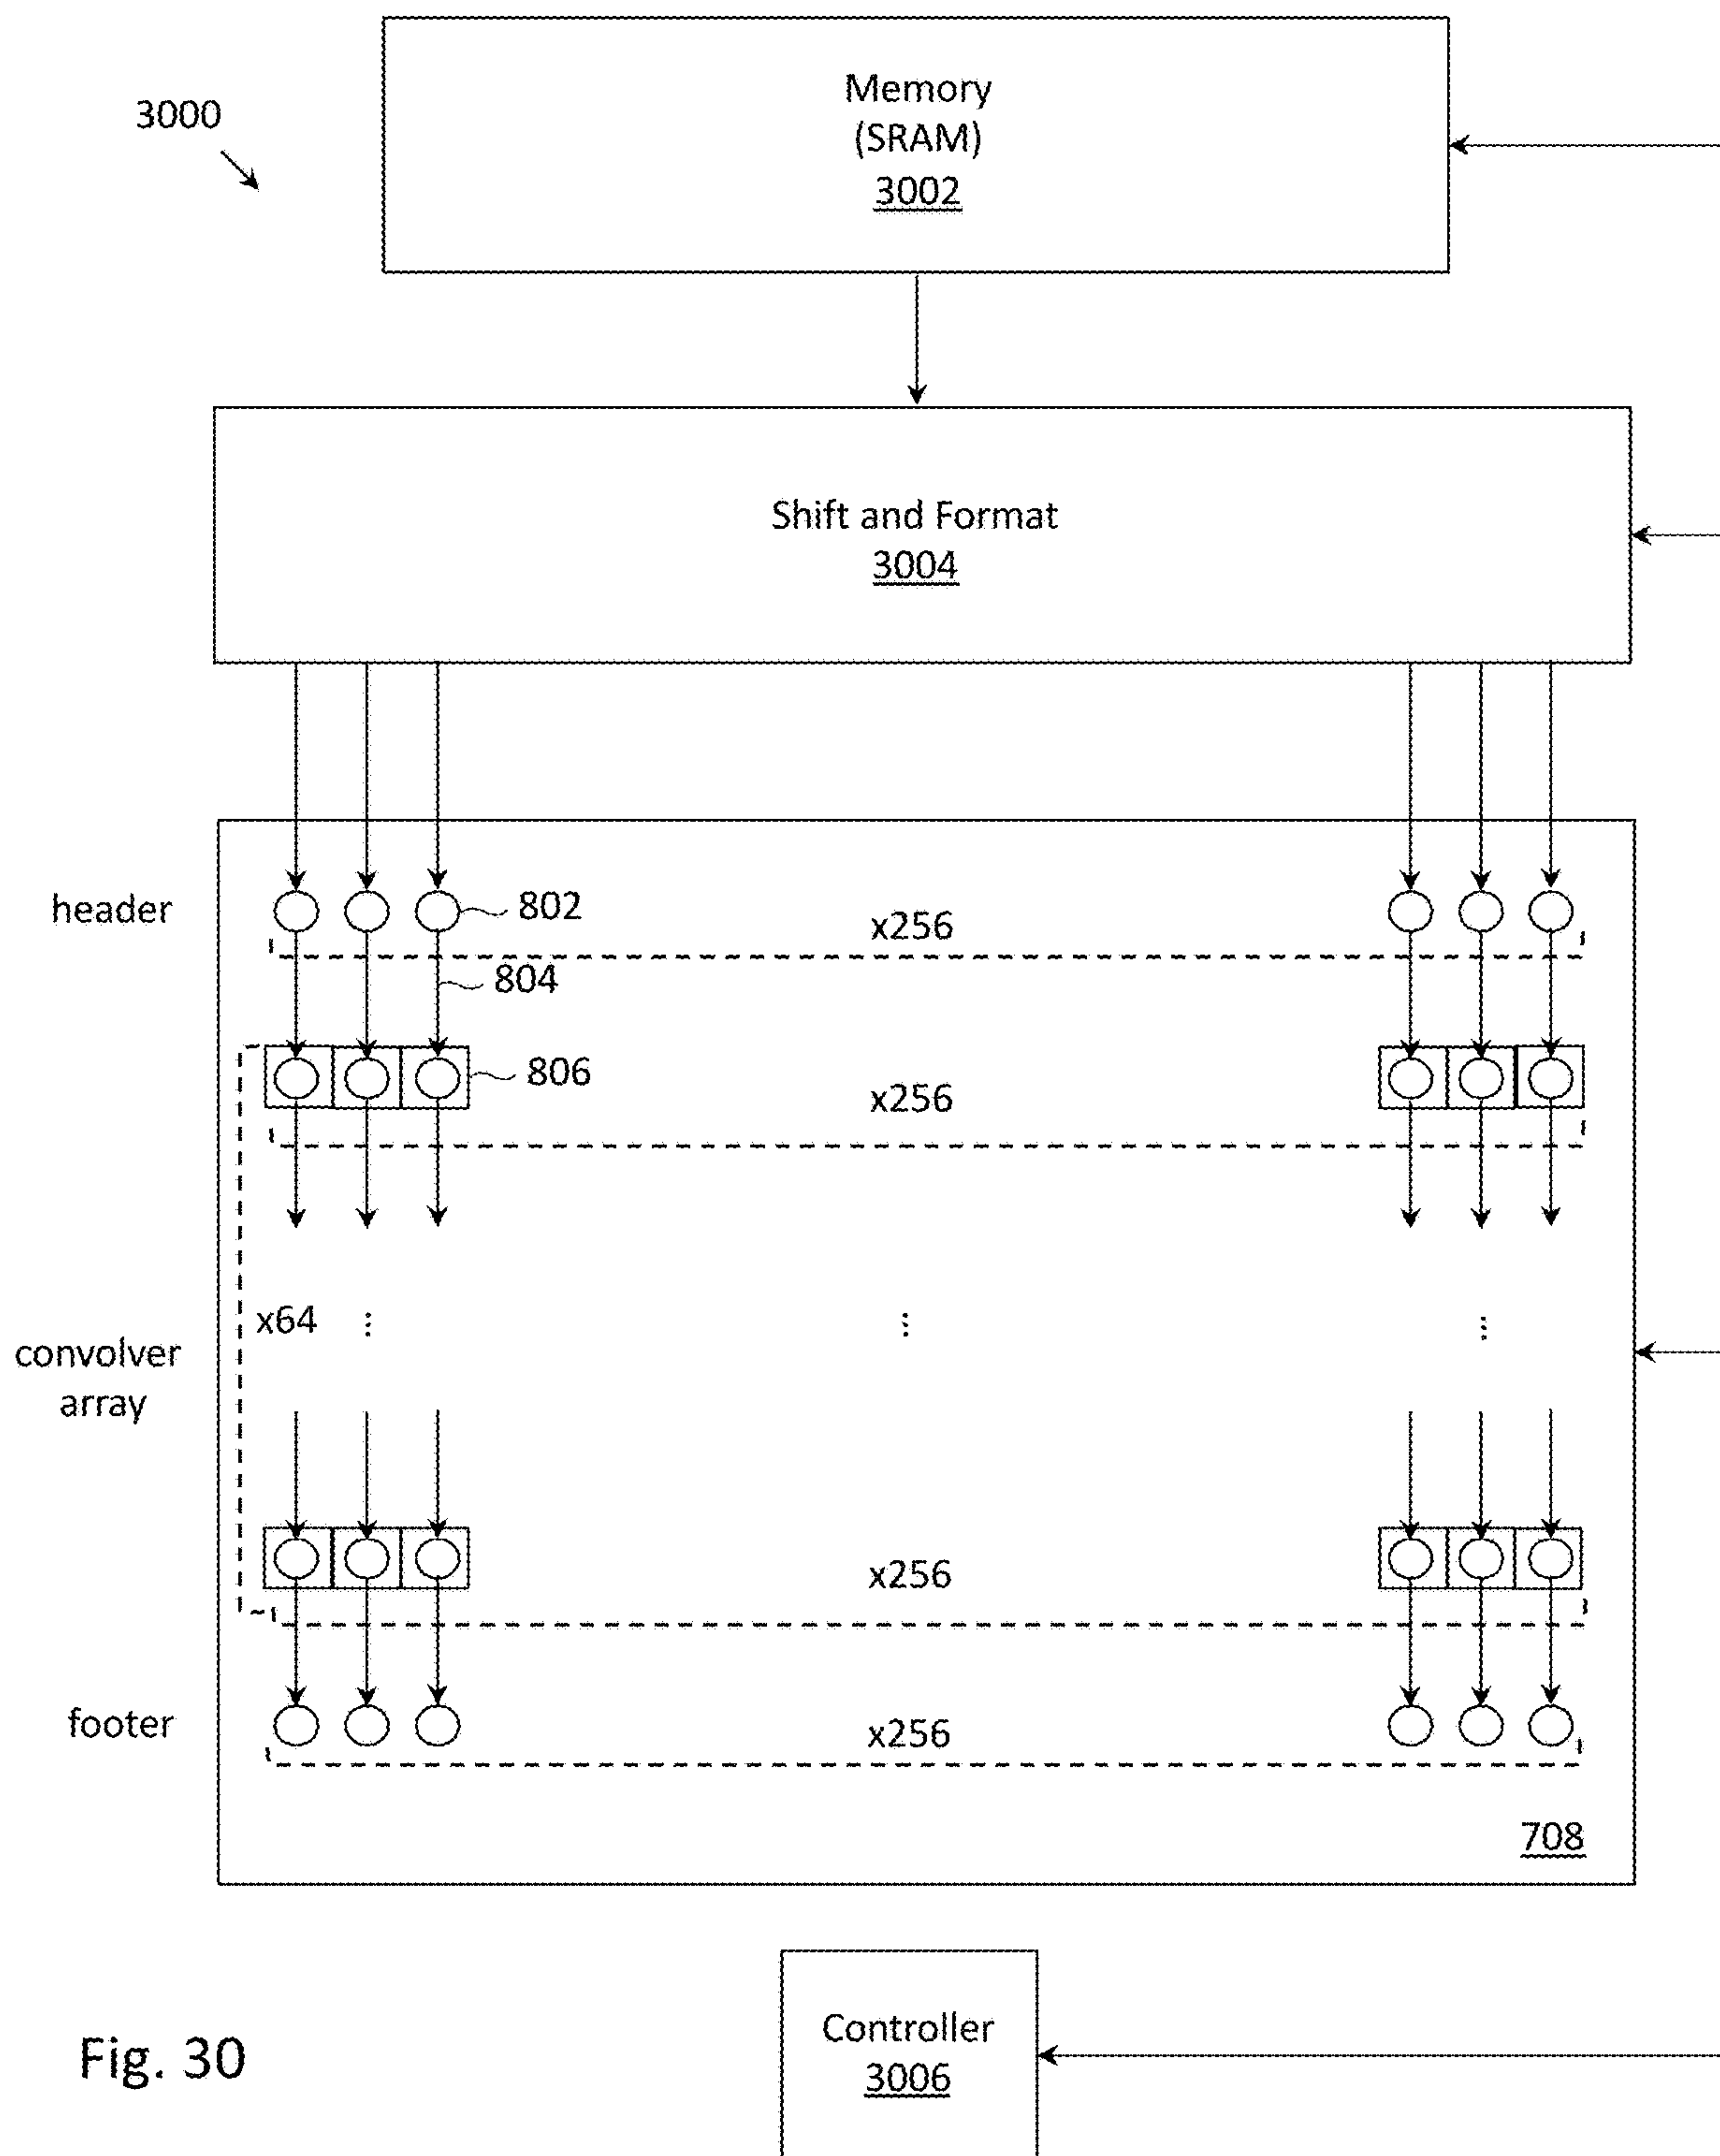 Memory
(SRAM)
3002
3000
Shift and Format
3004
header
802
x256
804
806
x256
x64
...
...
...
convolver
array
x256
footer
x256
708
Controller
3006
Fig. 30